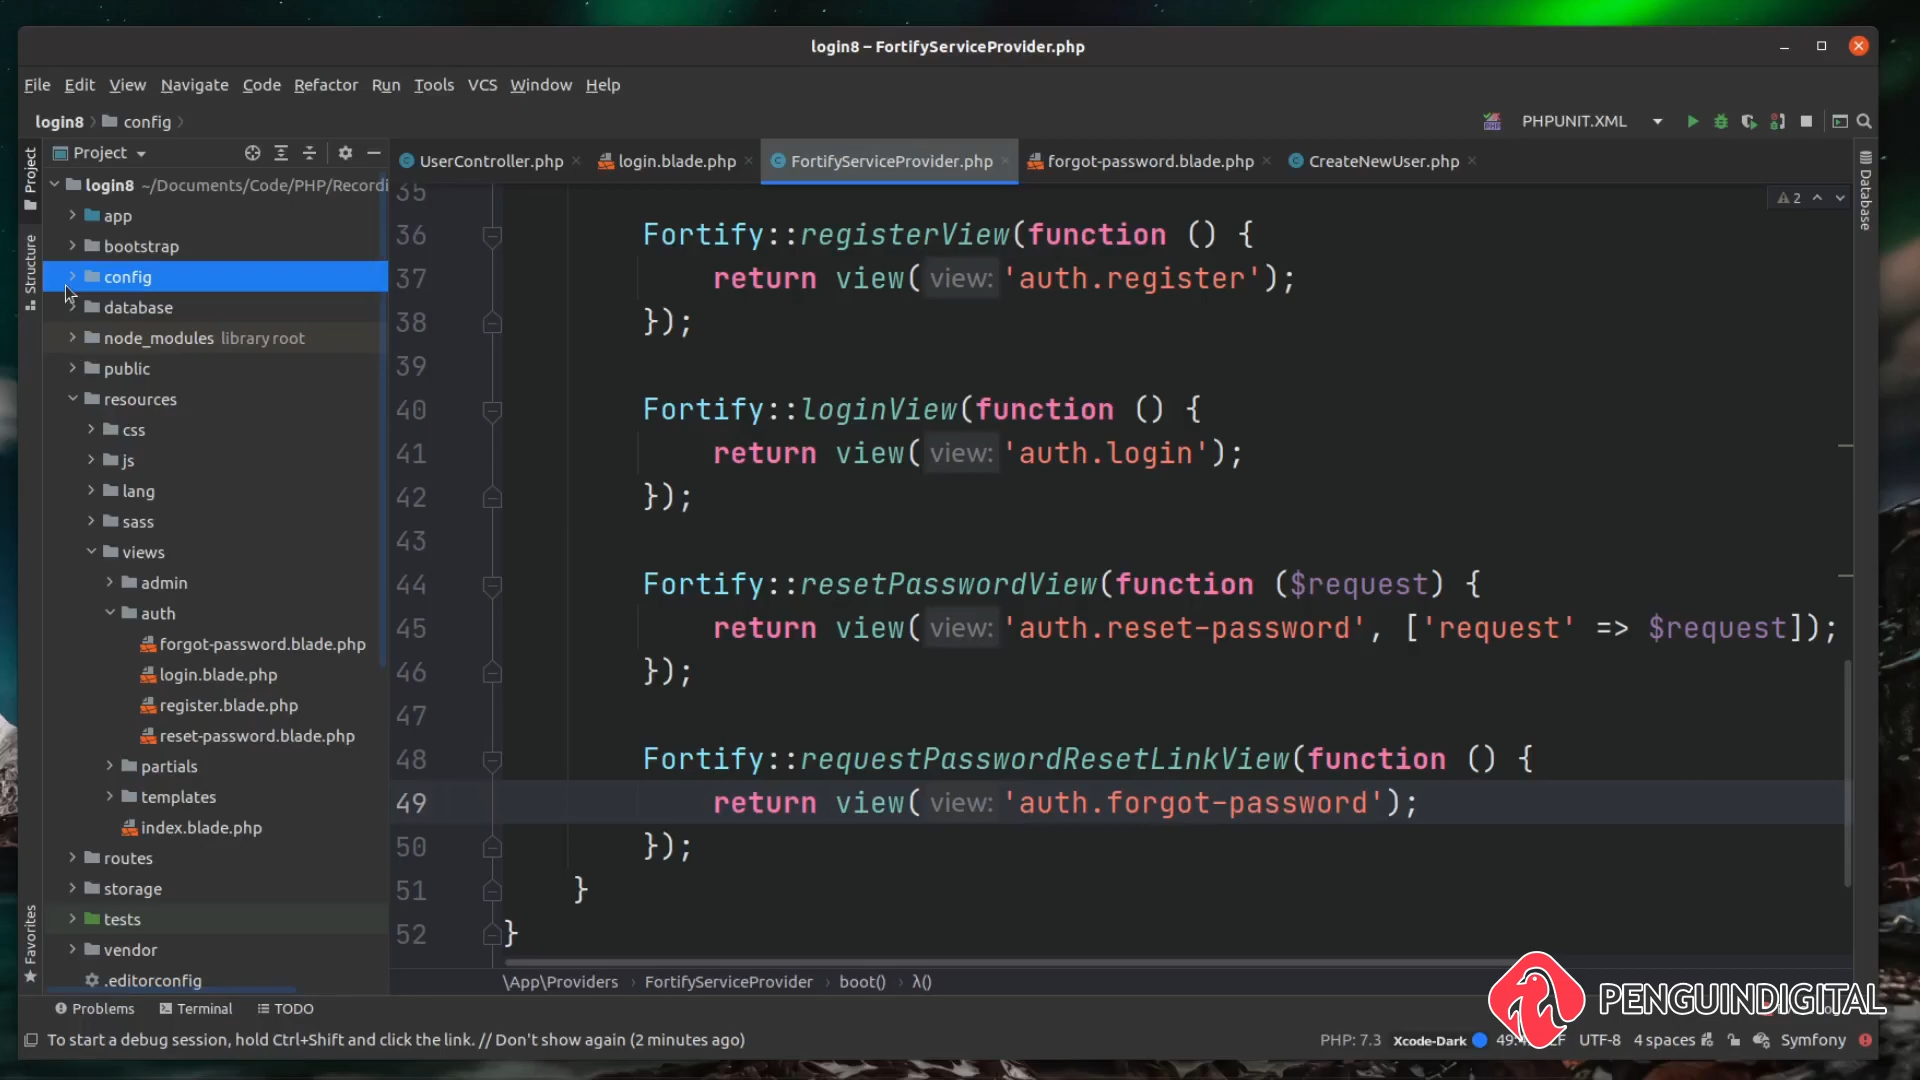 login8 – FortifyServiceProvider.php
File Edit View Navigate Code Refactor Run Tools VCS Window Help
login8 config
PHPUNIT.XML
Project
Project
Structure
Favorites
Database
login8 ~/Documents/Code/PHP/Recordi
app
bootstrap
config
database
node_modules library root
public
resources
css
js
lang
sass
views
admin
auth
forgot-password.blade.php
login.blade.php
register.blade.php
reset-password.blade.php
partials
templates
index.blade.php
routes
storage
tests
vendor
.editorconfig
UserController.php login.blade.php FortifyServiceProvider.php forgot-password.blade.php CreateNewUser.php
2
35
36 Fortify::registerView(function () {
37 return view( view: 'auth.register');
38 });
39
40 Fortify::loginView(function () {
41 return view( view: 'auth.login');
42 });
43
44 Fortify::resetPasswordView(function ($request) {
45 return view( view: 'auth.reset-password', ['request' => $request]);
46 });
47
48 Fortify::requestPasswordResetLinkView(function () {
49 return view( view: 'auth.forgot-password');
50 });
51 }
52 }
\App\Providers FortifyServiceProvider boot() λ()
Problems Terminal TODO
PENGUINDIGITAL
To start a debug session, hold Ctrl+Shift and click the link. // Don't show again (2 minutes ago)
PHP: 7.3 Xcode-Dark UTF-8 4 spaces Symfony